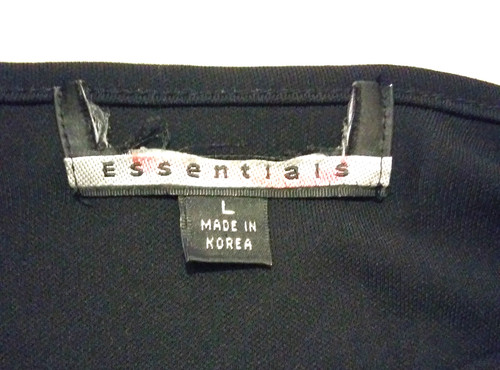 Essentials
L
MADE IN
KOREA